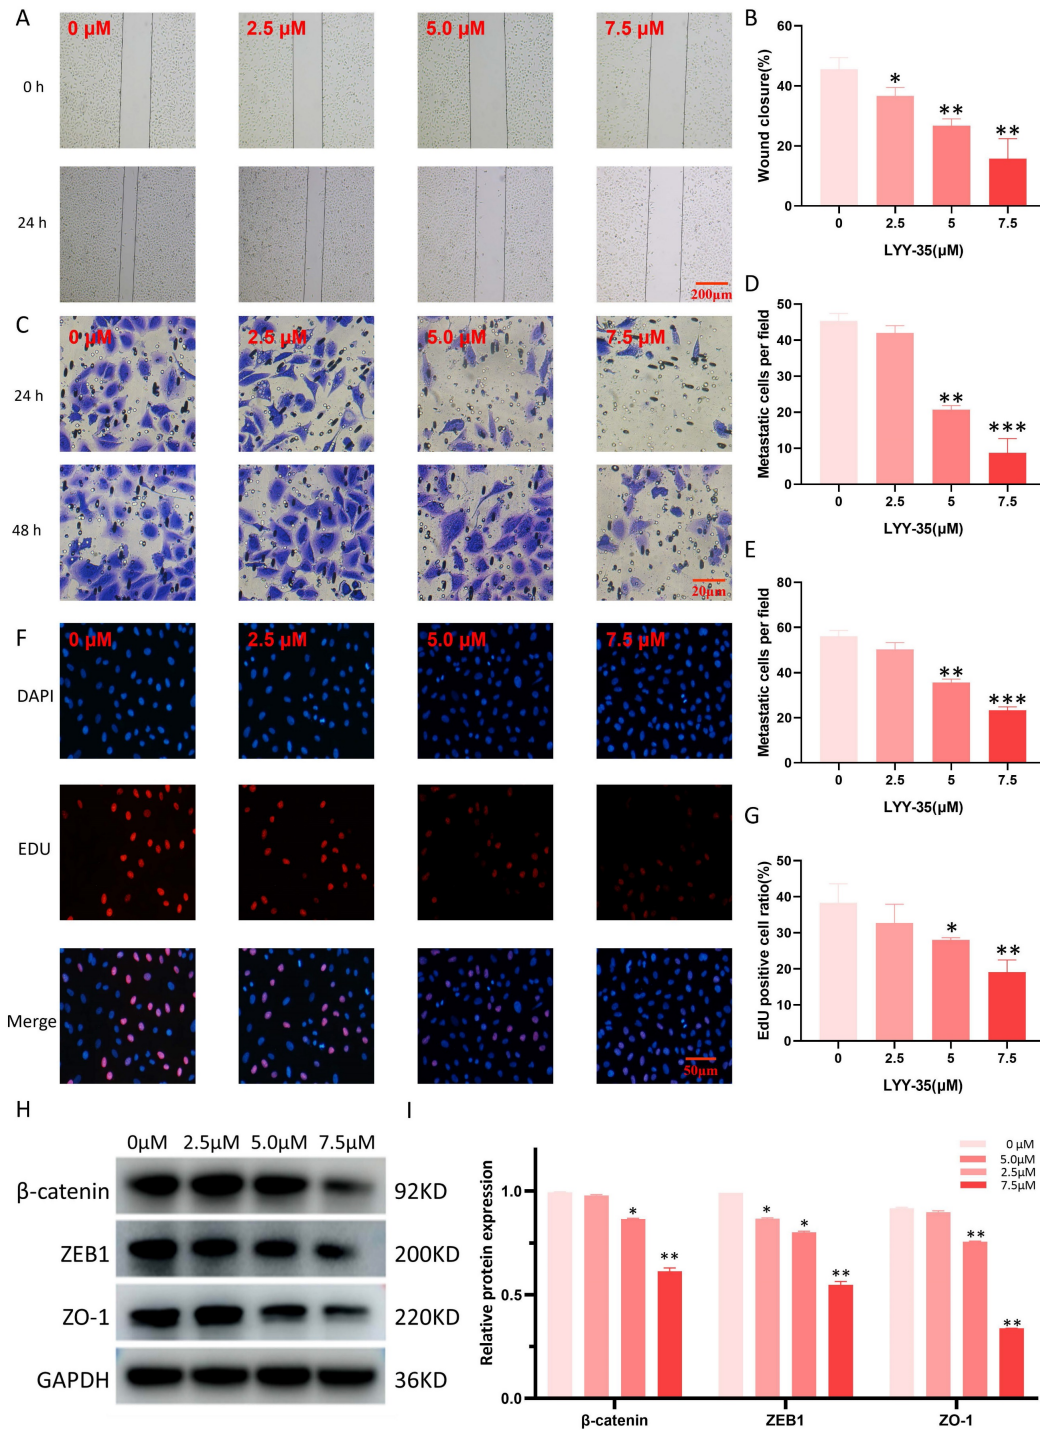 A
0 μM
2.5 μM
5.0 μM
7.5 μM
0 h
24 h
200μm
B
Wound closure(%)
60
40
20
0
0
2.5
5
7.5
*
**
**
LYY-35(μM)
C
0 μM
2.5 μM
5.0 μM
7.5 μM
24 h
48 h
20μm
D
Metastatic cells per field
50
40
30
20
10
0
0
2.5
5
7.5
**
***
LYY-35(μM)
E
Metastatic cells per field
80
60
40
20
0
0
2.5
5
7.5
**
***
LYY-35(μM)
F
0 μM
2.5 μM
5.0 μM
7.5 μM
DAPI
EDU
Merge
50μm
G
EdU positive cell ratio(%)
50
40
30
20
10
0
0
2.5
5
7.5
*
**
LYY-35(μM)
H
0μM 2.5μM 5.0μM 7.5μM
β-catenin 92KD
ZEB1 200KD
ZO-1 220KD
GAPDH 36KD
I
0 μM
5.0μM
2.5μM
7.5μM
Relative protein expression
1.0
0.5
0.0
*
**
*
*
**
**
**
β-catenin
ZEB1
ZO-1